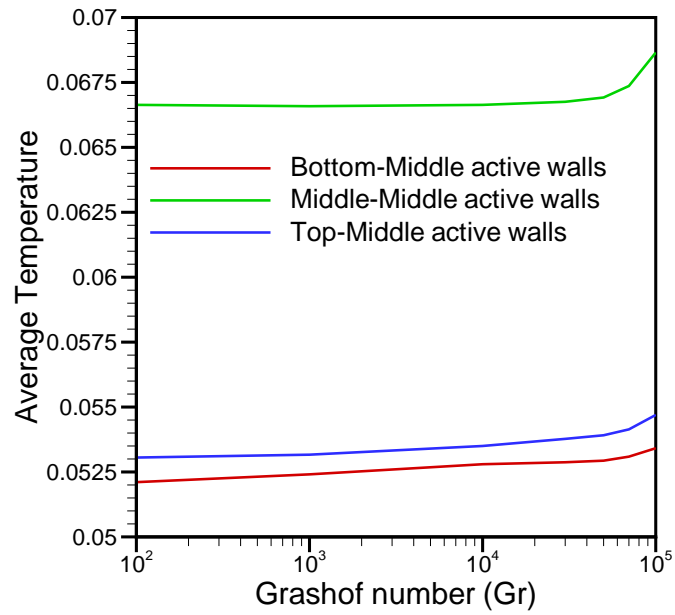 0.07
0.0675
0.065
Bottom-Middle active walls
Middle-Middle active walls
0.0625
Top-Middle active walls
0.06
0.0575
0.055
0.0525
0.05
Average Temperature
10² 10³ 10⁴ 10⁵
Grashof number (Gr)